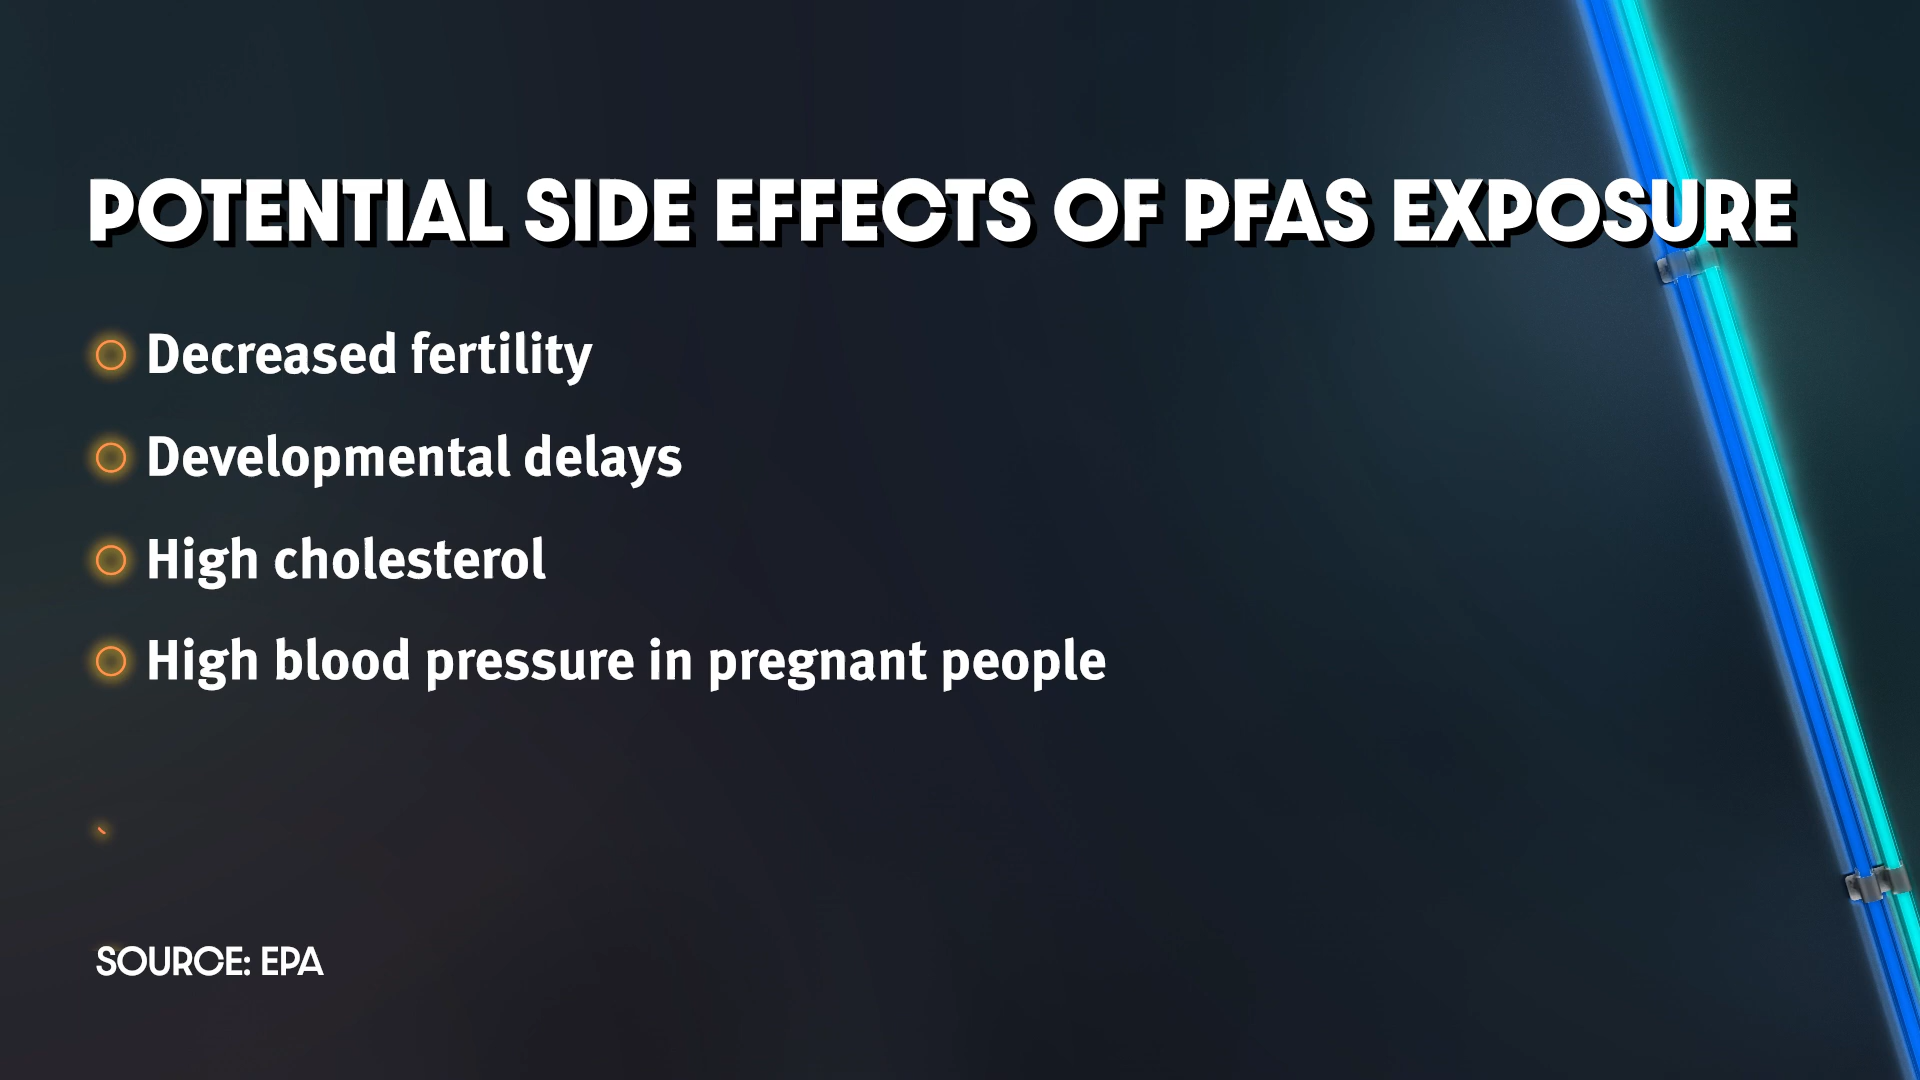 POTENTIAL SIDE EFFECTS OF PFAS EXPOSURE
Decreased fertility
Developmental delays
High cholesterol
High blood pressure in pregnant people
SOURCE: EPA